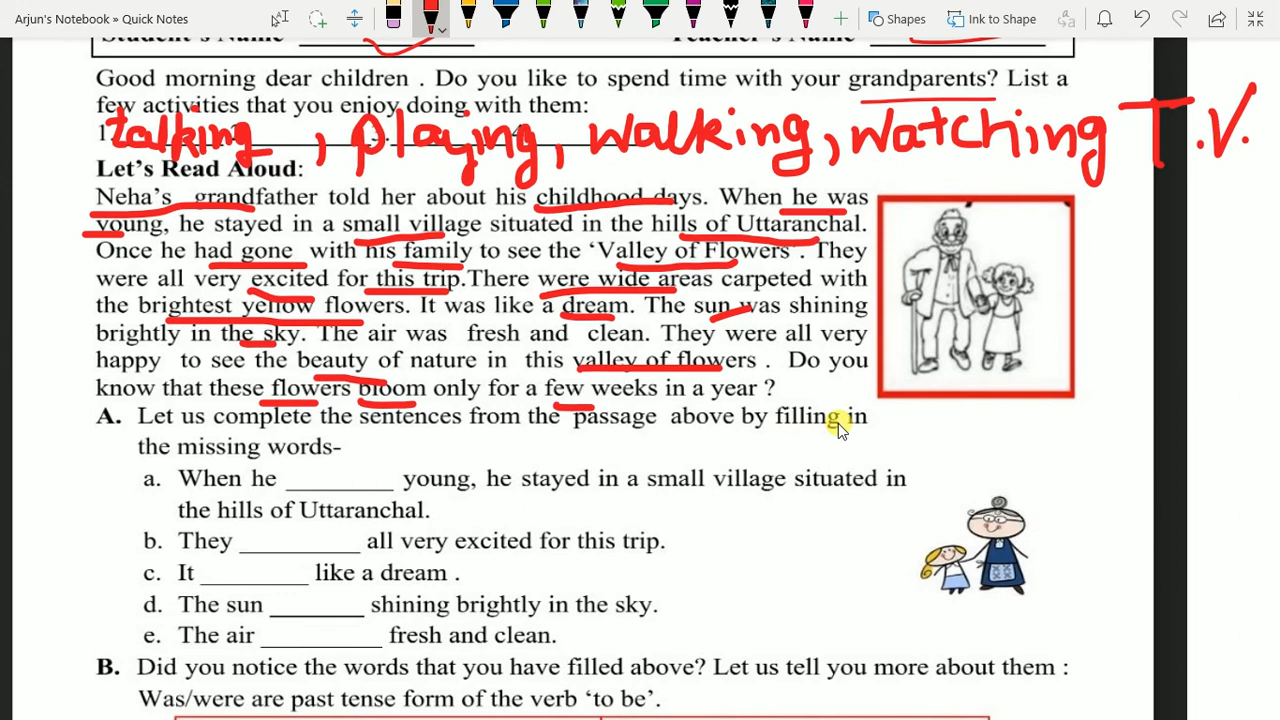 Arjun's Notebook » Quick Notes
Shapes
Ink to Shape
Student's Name
Teacher's Name
Good morning dear children . Do you like to spend time with your grandparents? List a
few activities that you enjoy doing with them:
1. 3. 4.
talking , playing, walking, watching T.V.
Let's Read Aloud:
Neha's grandfather told her about his childhood days. When he was
young, he stayed in a small village situated in the hills of Uttaranchal.
Once he had gone with his family to see the ‘Valley of Flowers’. They
were all very excited for this trip.There were wide areas carpeted with
the brightest yellow flowers. It was like a dream. The sun was shining
brightly in the sky. The air was fresh and clean. They were all very
happy to see the beauty of nature in this valley of flowers . Do you
know that these flowers bloom only for a few weeks in a year ?
A. Let us complete the sentences from the passage above by filling in
the missing words-
a. When he ________ young, he stayed in a small village situated in
the hills of Uttaranchal.
b. They _________ all very excited for this trip.
c. It ________ like a dream .
d. The sun _______ shining brightly in the sky.
e. The air _________ fresh and clean.
B. Did you notice the words that you have filled above? Let us tell you more about them :
Was/were are past tense form of the verb ‘to be’.